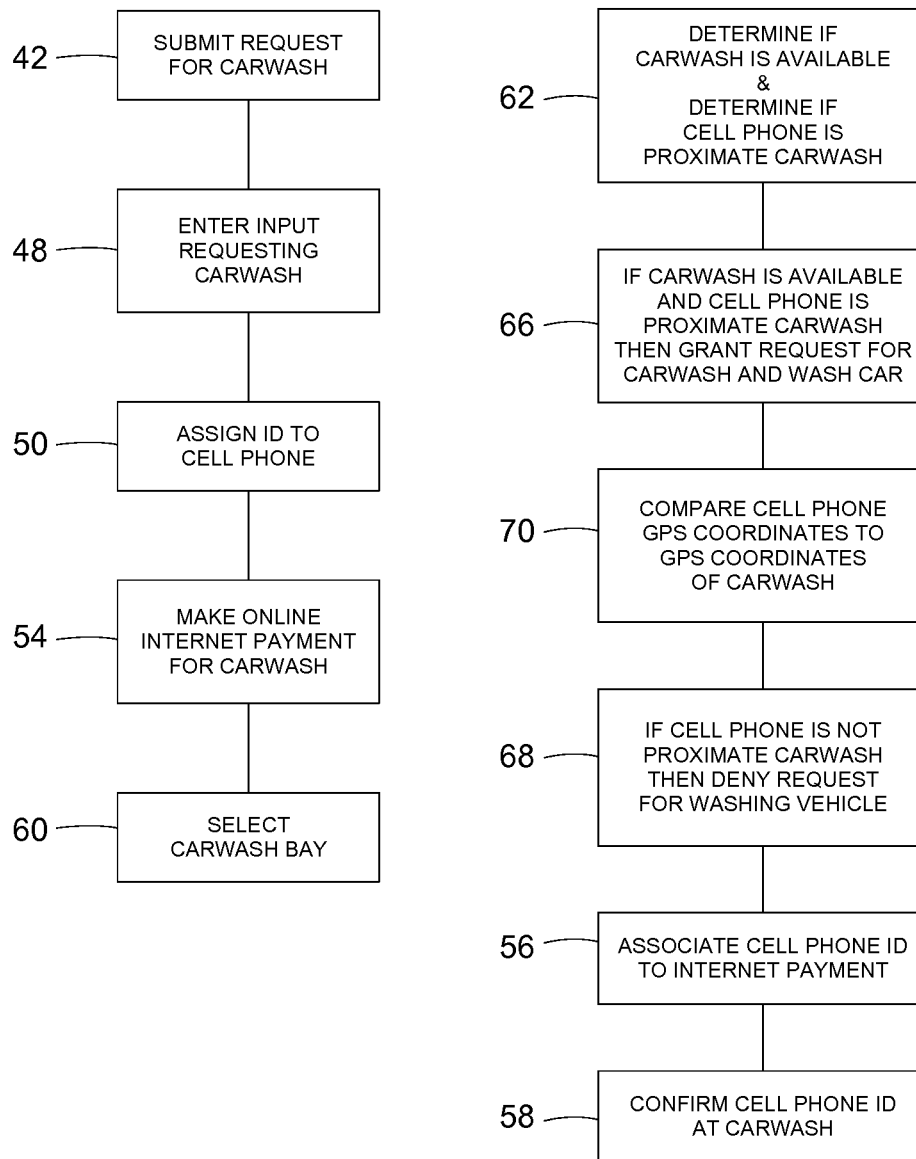 42
SUBMIT REQUEST
FOR CARWASH
48
ENTER INPUT
REQUESTING
CARWASH
50
ASSIGN ID TO
CELL PHONE
54
MAKE ONLINE
INTERNET PAYMENT
FOR CARWASH
60
SELECT
CARWASH BAY
62
DETERMINE IF
CARWASH IS AVAILABLE
&
DETERMINE IF
CELL PHONE IS
PROXIMATE CARWASH
66
IF CARWASH IS AVAILABLE
AND CELL PHONE IS
PROXIMATE CARWASH
THEN GRANT REQUEST FOR
CARWASH AND WASH CAR
70
COMPARE CELL PHONE
GPS COORDINATES TO
GPS COORDINATES
OF CARWASH
68
IF CELL PHONE IS NOT
PROXIMATE CARWASH
THEN DENY REQUEST
FOR WASHING VEHICLE
56
ASSOCIATE CELL PHONE ID
TO INTERNET PAYMENT
58
CONFIRM CELL PHONE ID
AT CARWASH